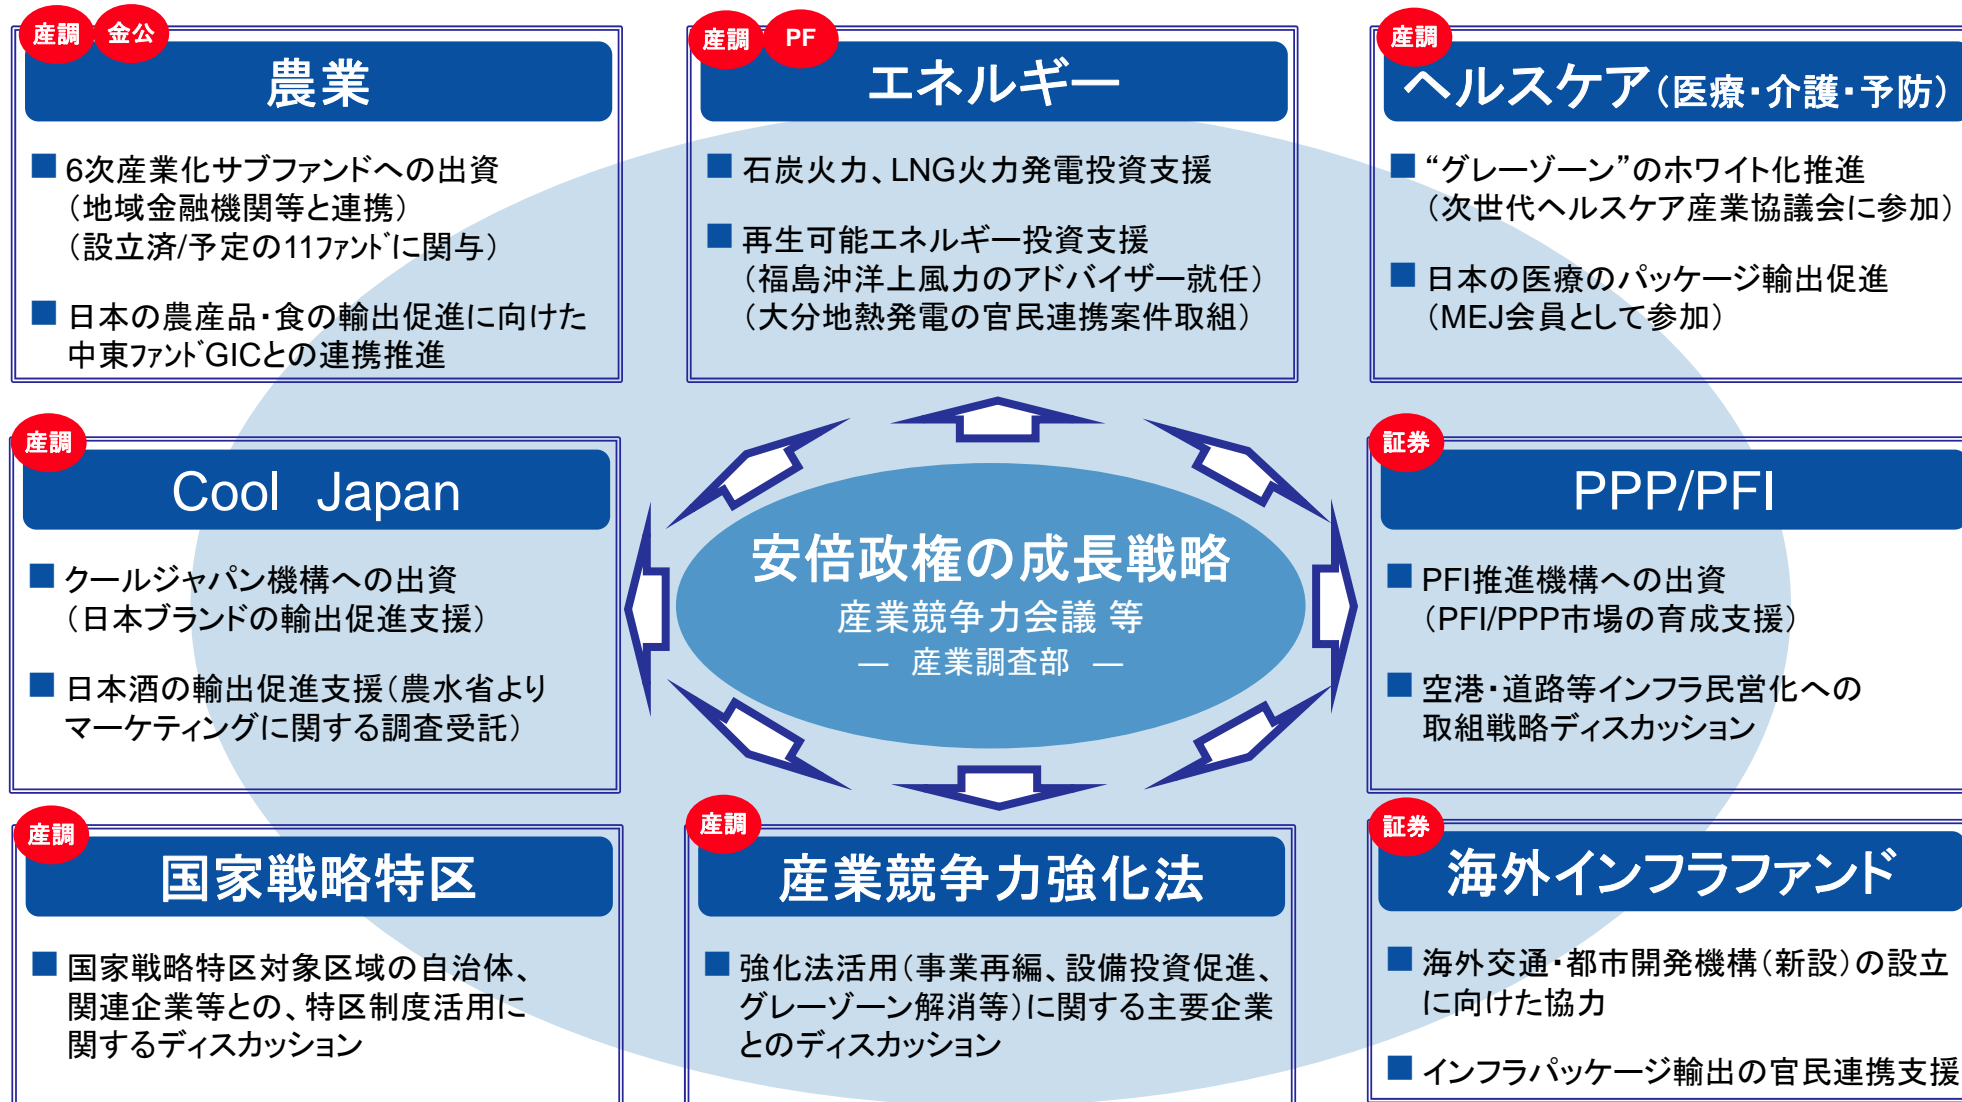 産調 金公
農業
■ 6次産業化サブファンドへの出資
（地域金融機関等と連携）
（設立済/予定の11ﾌｧﾝﾄﾞに関与）
■ 日本の農産品・食の輸出促進に向けた
中東ﾌｧﾝﾄﾞGICとの連携推進
産調 PF
エネルギー
■ 石炭火力、LNG火力発電投資支援
■ 再生可能エネルギー投資支援
（福島沖洋上風力のアドバイザー就任）
（大分地熱発電の官民連携案件取組）
産調
ヘルスケア（医療・介護・予防）
■ “グレーゾーン”のホワイト化推進
（次世代ヘルスケア産業協議会に参加）
■ 日本の医療のパッケージ輸出促進
（MEJ会員として参加）
産調
Cool Japan
■ クールジャパン機構への出資
（日本ブランドの輸出促進支援）
■ 日本酒の輸出促進支援（農水省より
マーケティングに関する調査受託）
安倍政権の成長戦略
産業競争力会議 等
― 産業調査部 ―
証券
PPP/PFI
■ PFI推進機構への出資
（PFI/PPP市場の育成支援）
■ 空港・道路等インフラ民営化への
取組戦略ディスカッション
産調
国家戦略特区
■ 国家戦略特区対象区域の自治体、
関連企業等との、特区制度活用に
関するディスカッション
産調
産業競争力強化法
■ 強化法活用（事業再編、設備投資促進、
グレーゾーン解消等）に関する主要企業
とのディスカッション
証券
海外インフラファンド
■ 海外交通・都市開発機構（新設）の設立
に向けた協力
■ インフラパッケージ輸出の官民連携支援